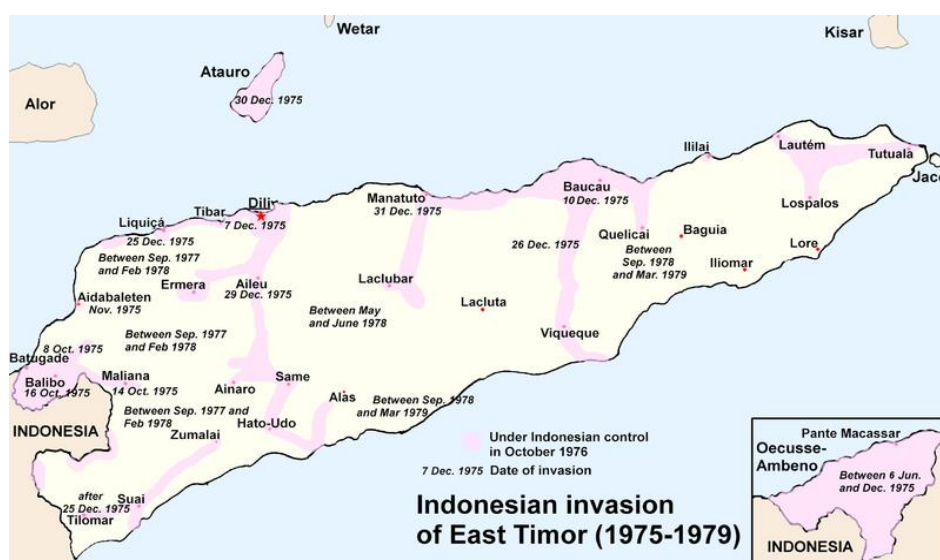 Wetar
Kisar
Atauro
30 Dec. 1975
Alor
Ililai
Lautém
Tutuala
Jaco
Dili
7 Dec. 1975
Tibar
Liquiçá
25 Dec. 1975
Manatuto
31 Dec. 1975
Baucau
10 Dec. 1975
Lospalos
Between Sep. 1977
and Feb 1978
26 Dec. 1975
Quelicai
Between
Sep. 1978
and Mar. 1979
Baguia
Lore
Iliomar
Ermera
Aileu
29 Dec. 1975
Laclubar
Aidabaleten
Nov. 1975
Between May
and June 1978
Lacluta
Between Sep. 1977
and Feb 1978
Viqueque
8 Oct. 1975
Batugade
Balibo
16 Oct. 1975
Maliana
14 Oct. 1975
Ainaro
Same
Alas
Between Sep. 1978
and Mar 1979
Between Sep. 1977 and
Feb 1978
Hato-Udo
Zumalai
INDONESIA
after
25 Dec. 1975
Tilomar
Suai
Under Indonesian control
in October 1976
7 Dec. 1975 Date of invasion
Indonesian invasion
of East Timor (1975-1979)
Pante Macassar
Oecusse-
Ambeno
Between 6 Jun.
and Dec. 1975
INDONESIA